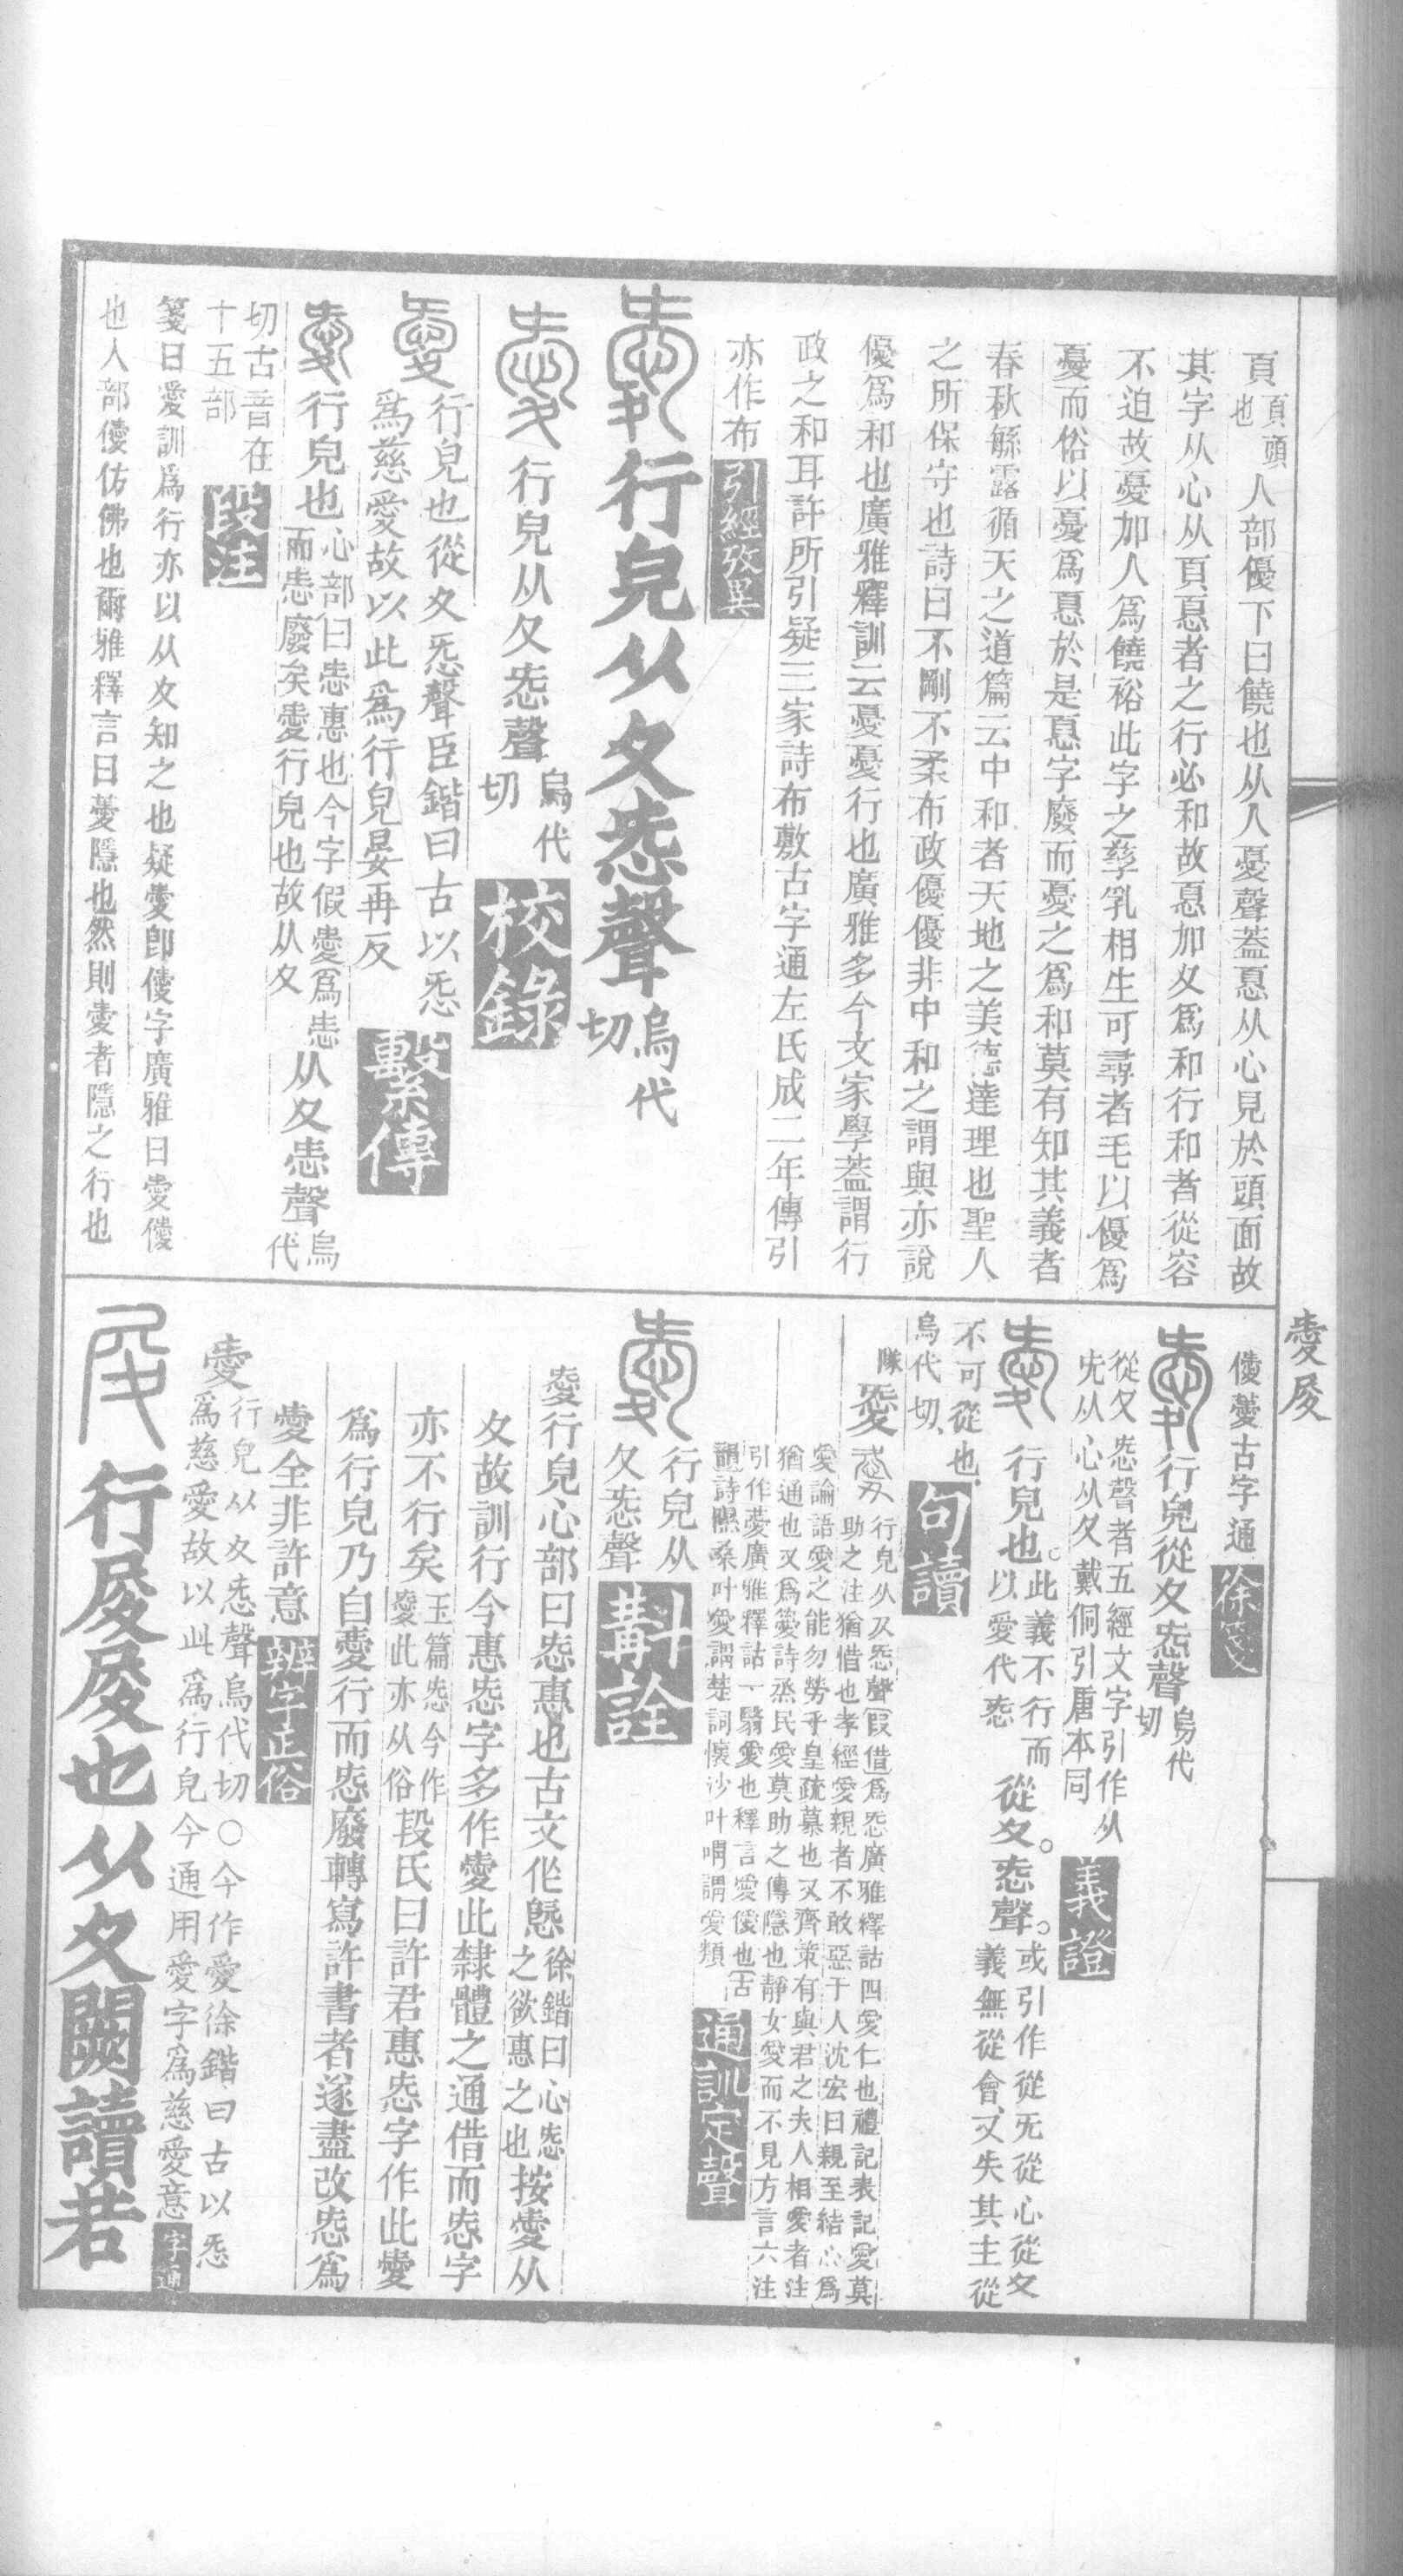 頁頁頭也人部優下曰饒也从人憂聲蓋惪从心見於頭面故
其字从心从頁惪者之行必和故惪加夊爲和行和者從容
不迫故憂加人爲饒裕此字之孳乳相生可尋者毛以優爲
憂而俗以憂爲惪於是惪字廢而憂之爲和莫有知其義者
春秋繇露循天之道篇云中和者天地之美德達理也聖人
之所保守也詩曰不剛不柔布政優優非中和之謂與亦說
優爲和也廣雅釋訓云憂憂行也廣雅多今文家學蓋謂行
政之和耳許所引疑三家詩布敷古字通左氏成二年傳引
亦作布引經攷異
行皃从夊㤅聲烏代切
行皃从夊㤅聲烏代切校錄
行皃也從夊㤅聲臣鍇曰古以㤅
爲慈愛故以此爲行皃晏再反繫傳
行皃也心部曰㤅惠也今字假㤅爲㤅
而㤅廢矣愛行皃也故从夊从夊㤅聲烏代
切古音在十五部段注
箋曰愛訓爲行亦以从夊知之也疑愛卽僾字廣雅曰愛僾
也人部僾仿佛也爾雅釋言曰薆隱也然則愛者隱之行也
愛夃
僾薆古字通徐箋
行皃從夊㤅聲烏代切
從夊㤅聲者五經文字引作从
旡从心从夊戴侗引唐本同義證
行皃也。此義不行而以愛代㤅從夊。㤅聲。或引作從旡從心從夊
義無從會、又失其主從
不可從也、烏代切、句讀
隊愛行皃从夊㤅聲叚借爲㤅廣雅釋詁四愛仁也禮記表記愛莫
助之注猶惜也孝經愛親者不敢惡于人沈宏曰親至結心爲
愛論語愛之能勿勞乎皇疏慕也又齊策有與君之夫人相愛者注
猶通也又爲薆詩烝民愛莫助之傳隱也靜女愛而不見方言六注
引作薆廣雅釋詁一翳愛也釋言愛僾也古
韻詩隰桑叶愛謂楚詞懷沙叶喟謂愛類通訓定聲
行皃从夊㤅聲斠詮
愛行皃心部曰㤅惠也古文作㤅徐鍇曰心㤅之欲惠之也按愛从
夊故訓行今惠㤅字多作愛此隸體之通借而㤅字
亦不行矣玉篇㤅今作愛此亦从俗段氏曰許君惠㤅字作此愛
爲行皃乃自愛行而㤅廢轉寫許書者遂盡改㤅爲
愛全非許意辨字正俗
愛行皃从夊㤅聲烏代切○今作愛徐鍇曰古以㤅
爲慈愛故以此爲行皃今通用愛字爲慈愛意字通
行夃夃也从夊闕讀若